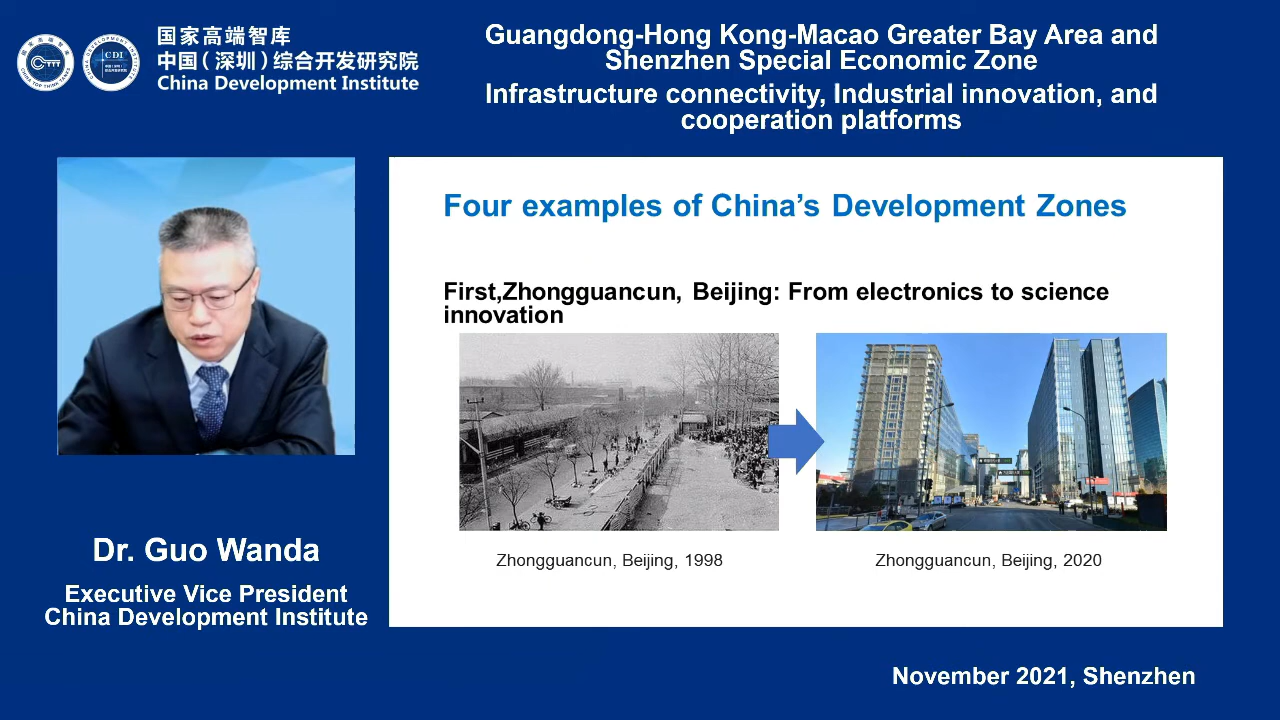 国家高端智库
中国（深圳）综合开发研究院
China Development Institute
CDI
Guangdong-Hong Kong-Macao Greater Bay Area and
Shenzhen Special Economic Zone
Infrastructure connectivity, Industrial innovation, and
cooperation platforms
Four examples of China’s Development Zones
First,Zhongguancun, Beijing: From electronics to science
innovation
Zhongguancun, Beijing, 1998
Zhongguancun, Beijing, 2020
Dr. Guo Wanda
Executive Vice President
China Development Institute
November 2021, Shenzhen